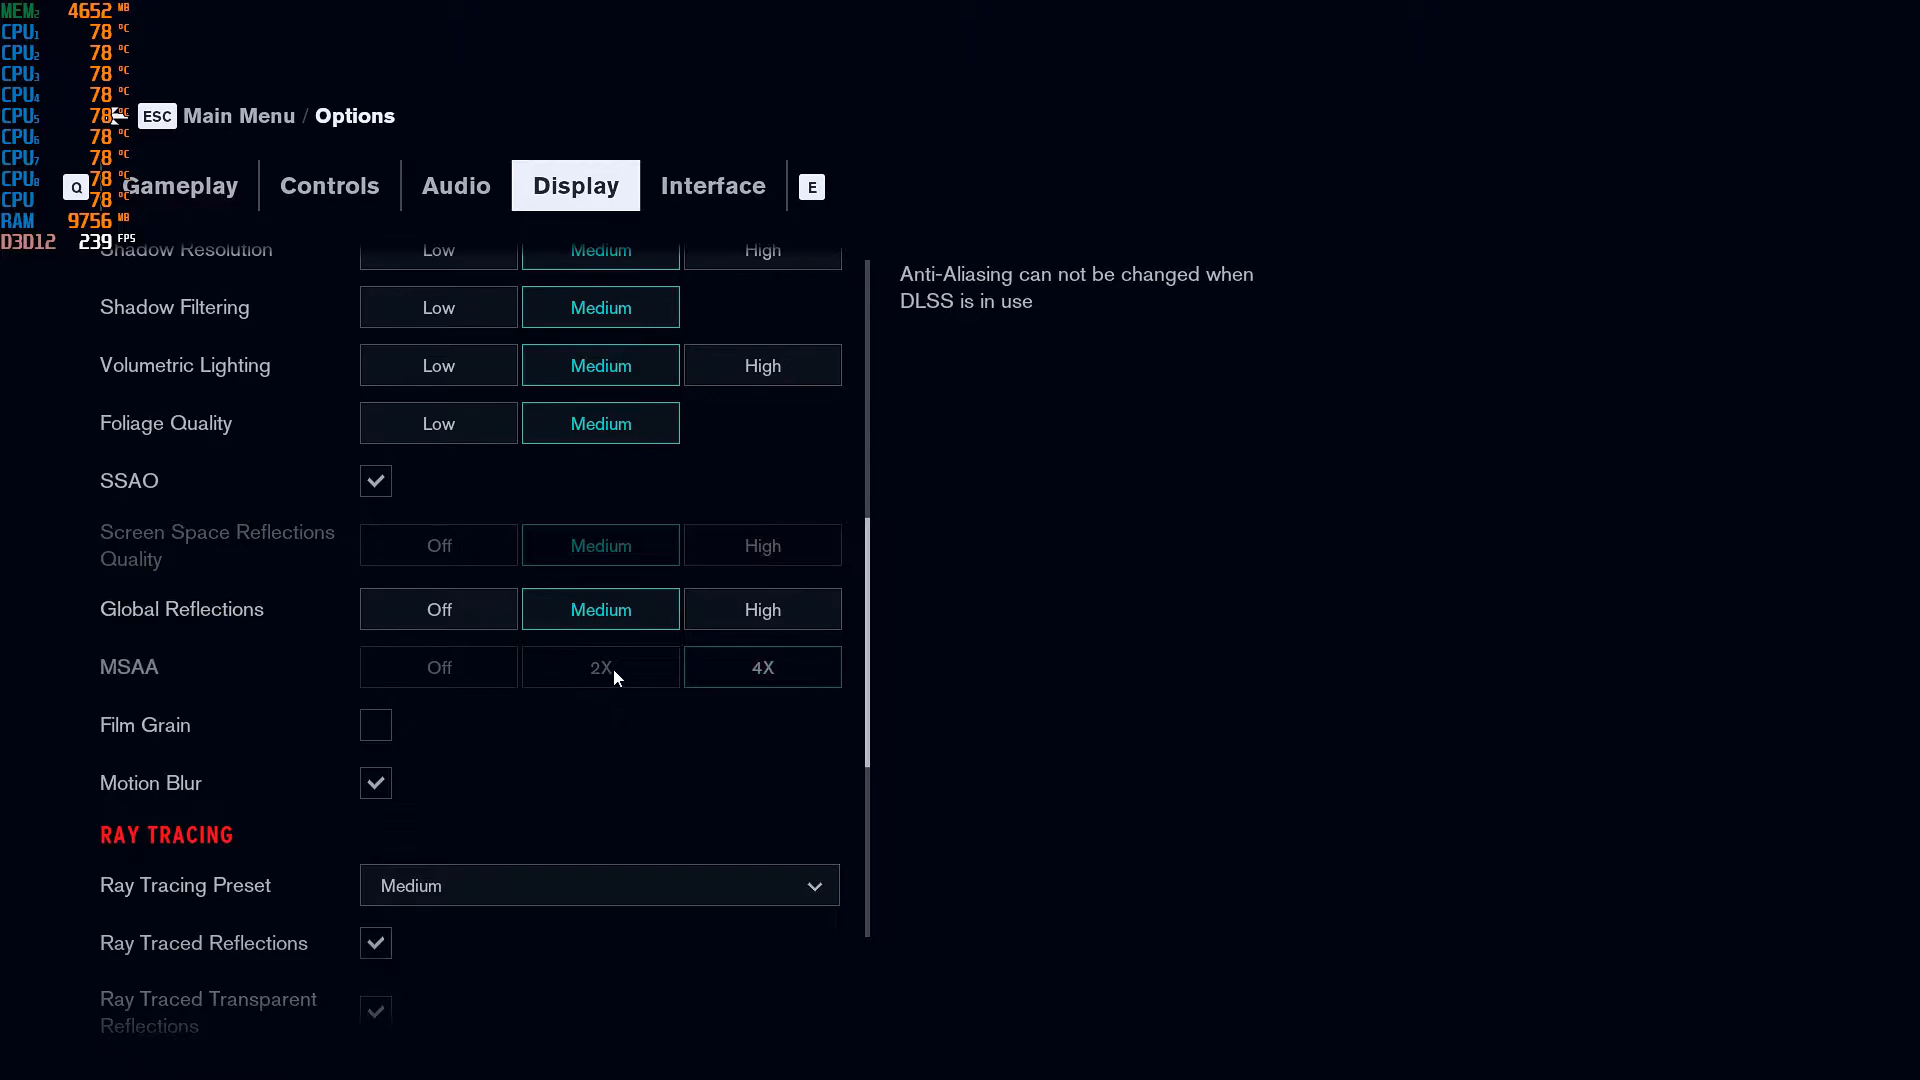 MEM2 4652 MB
CPU1 78 °C
CPU2 78 °C
CPU3 78 °C
CPU4 78 °C
CPU5 78 °C
CPU6 78 °C
CPU7 78 °C
CPU8 78 °C
CPU 78 °C
RAM 9756 MB
D3D12 239 FPS
ESC Main Menu / Options
Q Gameplay Controls Audio Display Interface E
Shadow Resolution Low Medium High
Shadow Filtering Low Medium
Volumetric Lighting Low Medium High
Foliage Quality Low Medium
SSAO
Screen Space Reflections
Quality Off Medium High
Global Reflections Off Medium High
MSAA Off 2X 4X
Film Grain
Motion Blur
RAY TRACING
Ray Tracing Preset Medium
Ray Traced Reflections
Ray Traced Transparent
Reflections
Anti-Aliasing can not be changed when
DLSS is in use